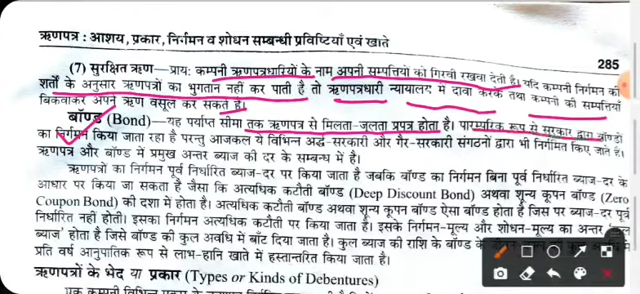 ऋणपत्र : आशय, प्रकार, निर्गमन व शोधन सम्बन्धी प्रविष्टियाँ एवं खाते
285
(7) सुरक्षित ऋण—प्रायः कम्पनी ऋणपत्रधारियों के नाम अपनी सम्पत्तियों को गिरवी रखवा देती है। यदि कम्पनी निर्गमन की
शर्तों के अनुसार ऋणपत्रों का भुगतान नहीं कर पाती है तो ऋणपत्रधारी न्यायालय में दावा करके तथा कम्पनी की सम्पत्तियों
बिकवाकर अपने ऋण वसूल कर सकते हैं।
बॉण्ड (Bond)—यह पर्याप्त सीमा तक ऋणपत्र से मिलता-जुलता प्रपत्र होता है। पारम्परिक रूप से सरकार द्वारा बॉण्डों
का निर्गमन किया जाता रहा है परन्तु आजकल ये विभिन्न अर्द्ध-सरकारी और गैर-सरकारी संगठनों द्वारा भी निर्गमित किए जाने हैं।
ऋणपत्र और बॉण्ड में प्रमुख अन्तर ब्याज की दर के सम्बन्ध में है।
ऋणपत्रों का निर्गमन पूर्व निर्धारित ब्याज-दर पर किया जाता है जबकि बॉण्ड का निर्गमन बिना पूर्व निर्धारित ब्याज-दर के
आधार पर किया जा सकता है जैसा कि अत्यधिक कटौती बॉण्ड (Deep Discount Bond) अथवा शून्य कूपन बॉण्ड (Zero
Coupon Bond) की दशा में होता है। अत्यधिक कटौती बॉण्ड अथवा शून्य कूपन बॉण्ड ऐसा बॉण्ड होता है जिस पर ब्याज-दर पूर्व
निर्धारित नहीं होती। इसका निर्गमन अत्यधिक कटौती पर किया जाता है। इसके निर्गमन-मूल्य और शोधन-मूल्य का अन्तर
ब्याज' होता है जिसे बॉण्ड की कुल अवधि में बाँट दिया जाता है। कुल ब्याज की राशि के बॉण्ड के
प्रति वर्ष आनुपातिक रूप से लाभ-हानि खाते में हस्तान्तरित किया जाता है।
ऋणपत्रों के भेद या प्रकार (Types or Kinds of Debentures)
एक कम्पनी विभिन्न प्रकार के